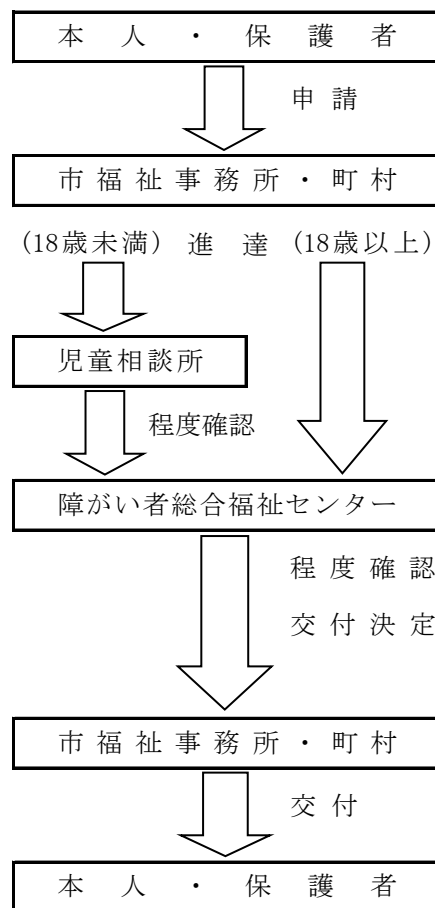 本人・保護者
申請
市福祉事務所・町村
(18歳未満) 進達 (18歳以上)
児童相談所
程度確認
障がい者総合福祉センター
程度確認
交付決定
市福祉事務所・町村
交付
本人・保護者